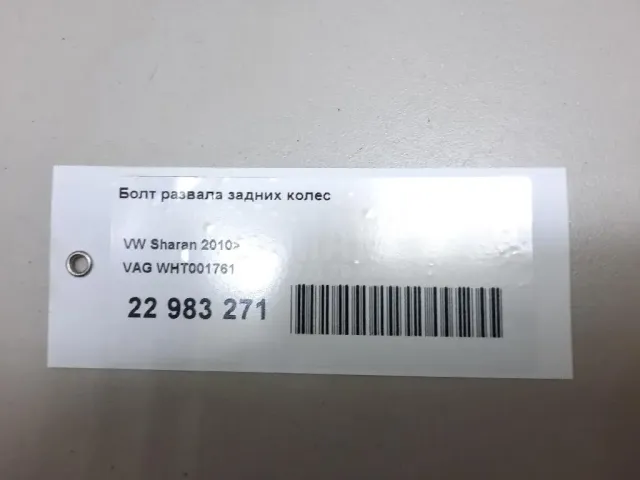 Болт развала задних колес
VW Sharan 2010>
VAG WHT001761
22 983 271